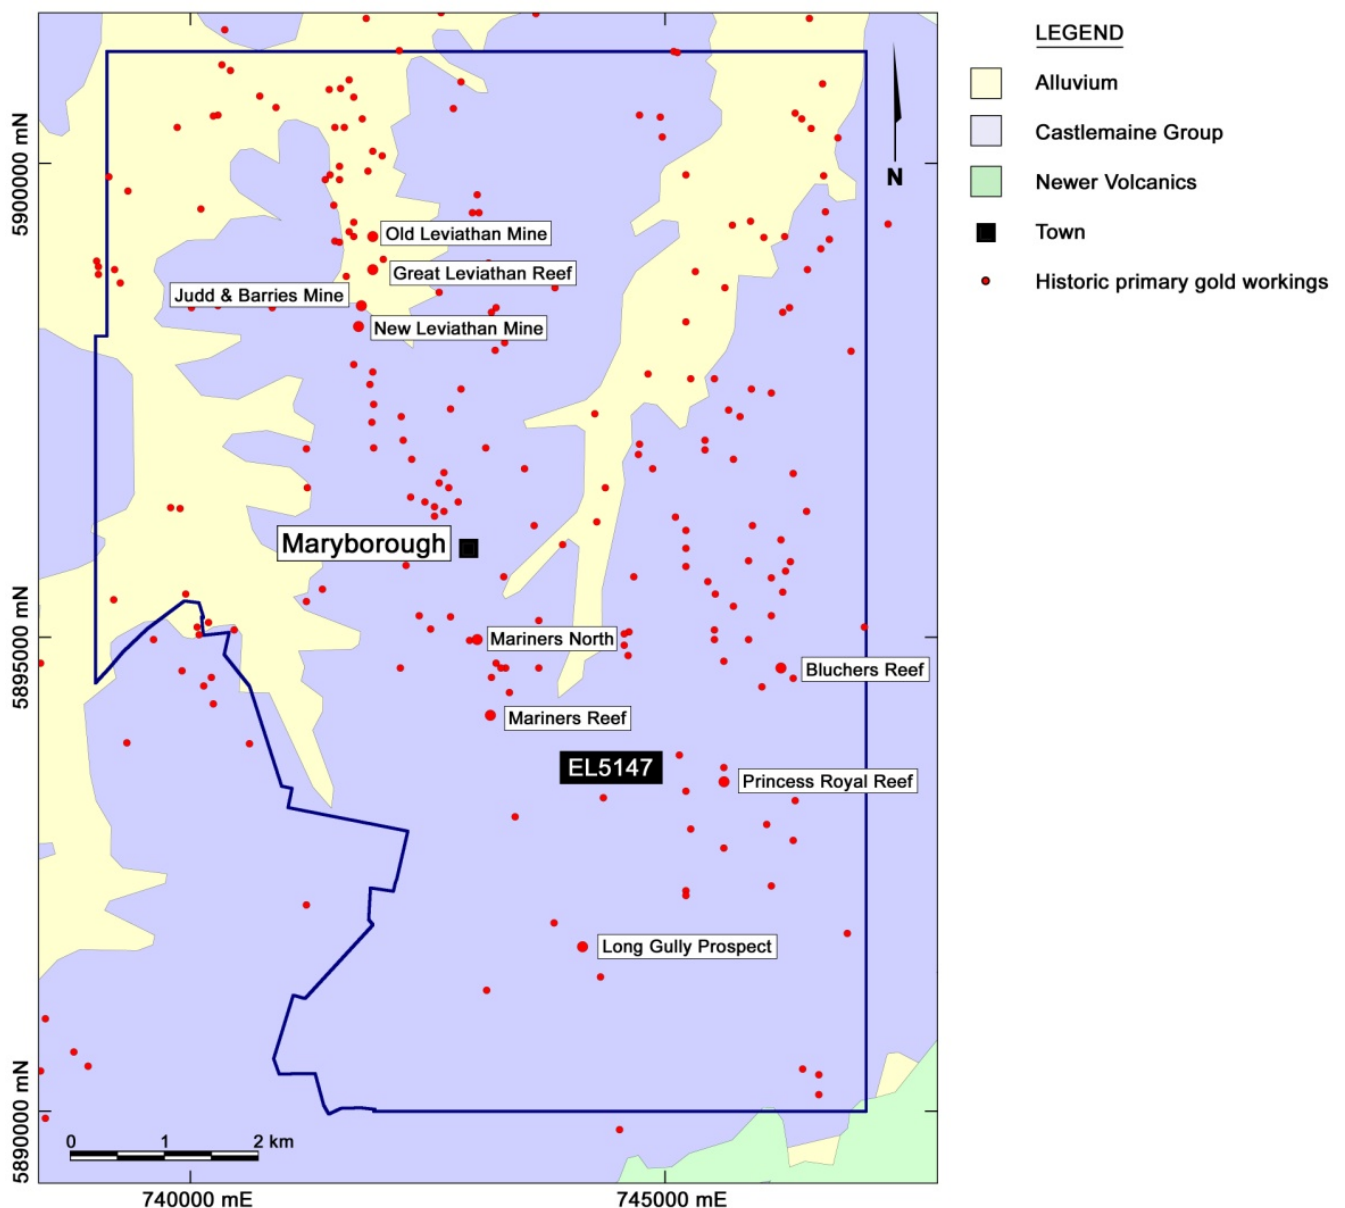 LEGEND
Alluvium
Castlemaine Group
Newer Volcanics
Town
Historic primary gold workings
N
5900000 mN
Old Leviathan Mine
Great Leviathan Reef
Judd & Barries Mine
New Leviathan Mine
Maryborough
5895000 mN
Mariners North
Bluchers Reef
Mariners Reef
EL5147
Princess Royal Reef
Long Gully Prospect
5890000 mN
0 1 2 km
740000 mE 745000 mE